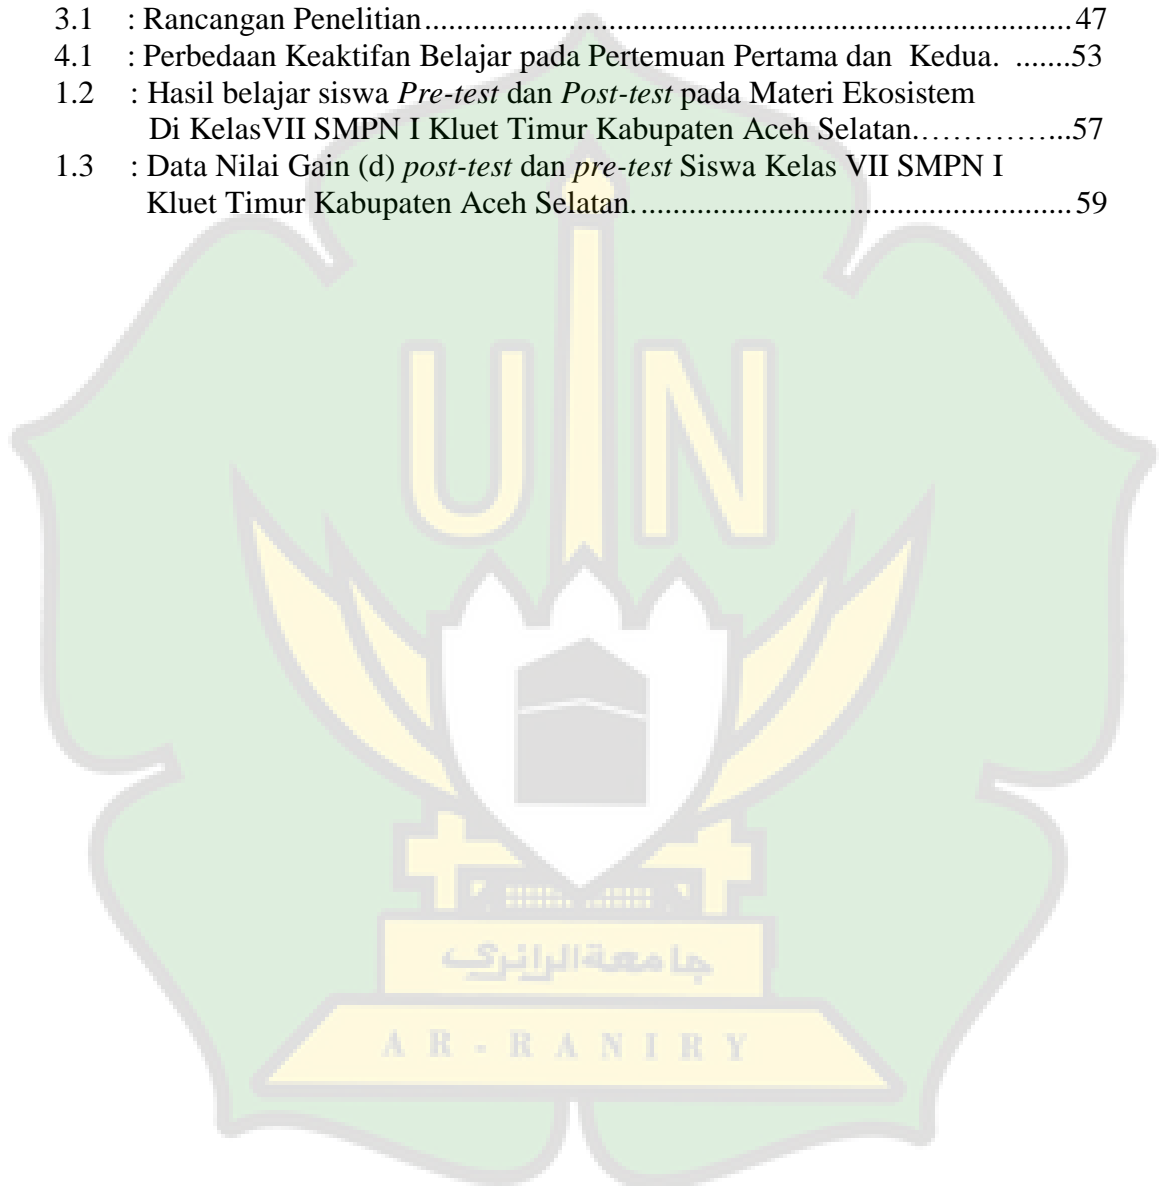 3.1 : Rancangan Penelitian.........................................................................47
4.1 : Perbedaan Keaktifan Belajar pada Pertemuan Pertama dan Kedua. .......53
1.2 : Hasil belajar siswa Pre-test dan Post-test pada Materi Ekosistem
Di KelasVII SMPN I Kluet Timur Kabupaten Aceh Selatan……………...57
1.3 : Data Nilai Gain (d) post-test dan pre-test Siswa Kelas VII SMPN I
Kluet Timur Kabupaten Aceh Selatan. ................................................. 59
UIN
جامعة الرانري
AR-RANIRY